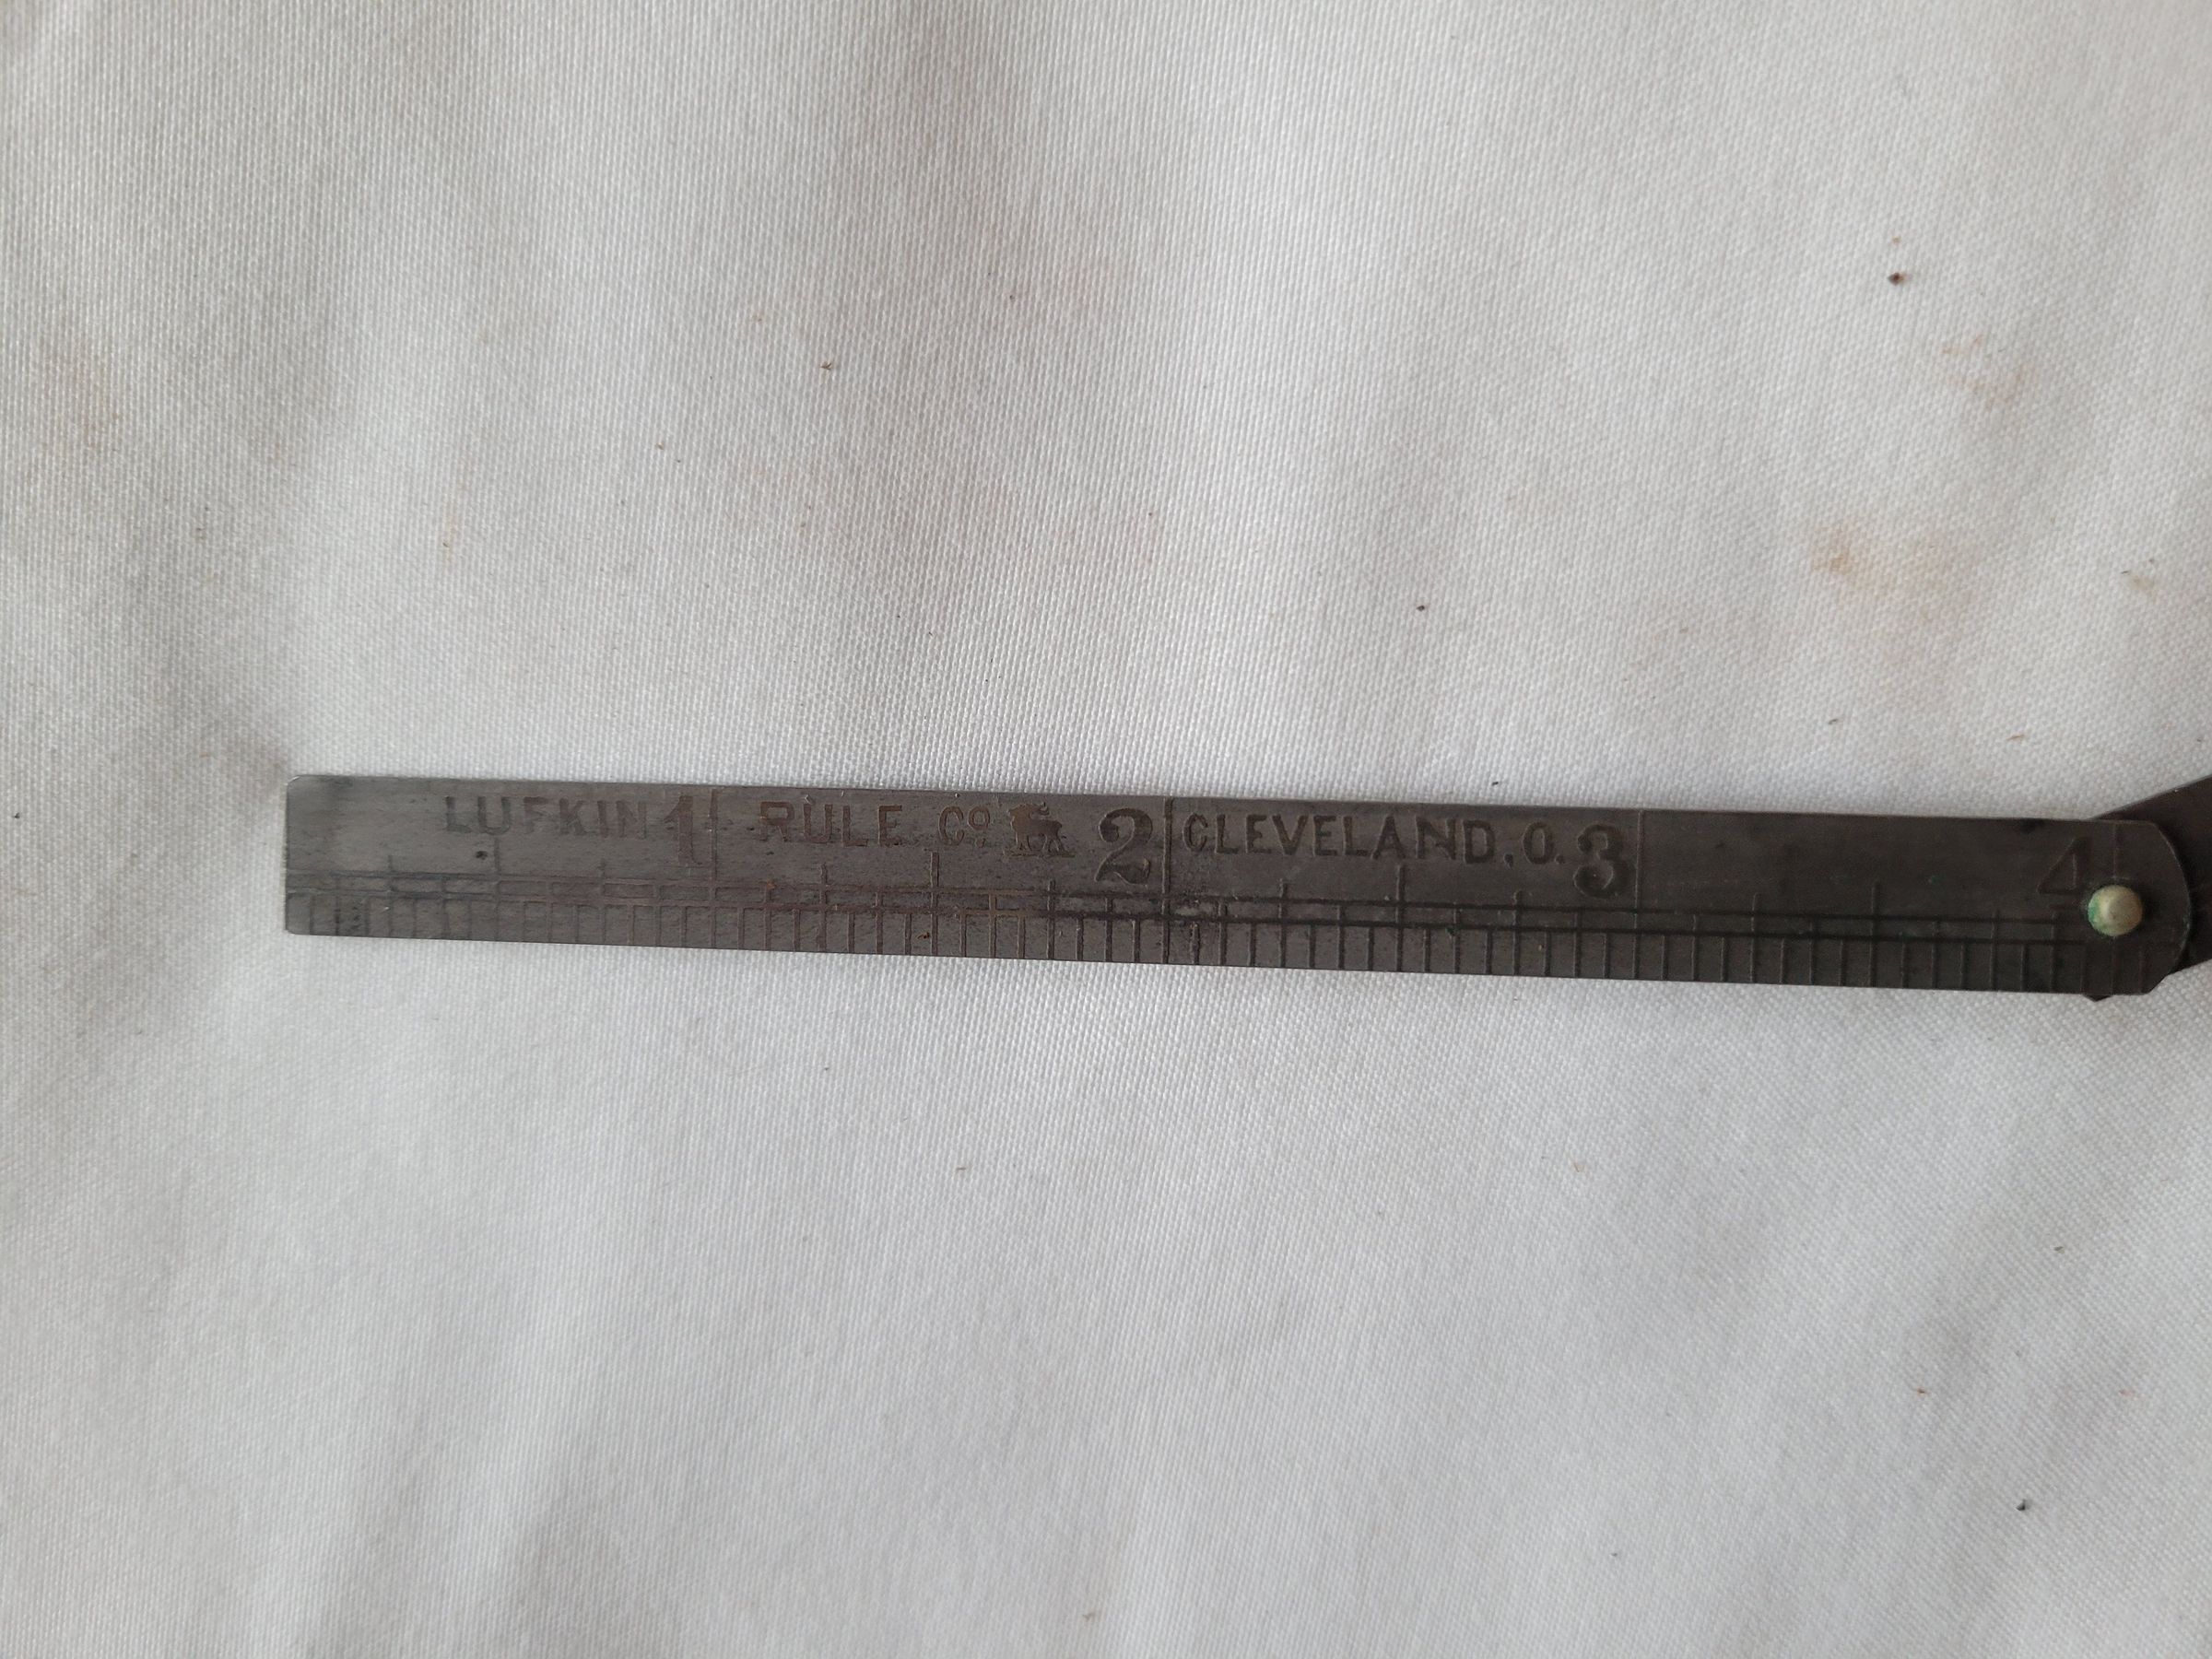 LUFKIN 1 RULE Co 2 CLEVELAND, O. 3 4